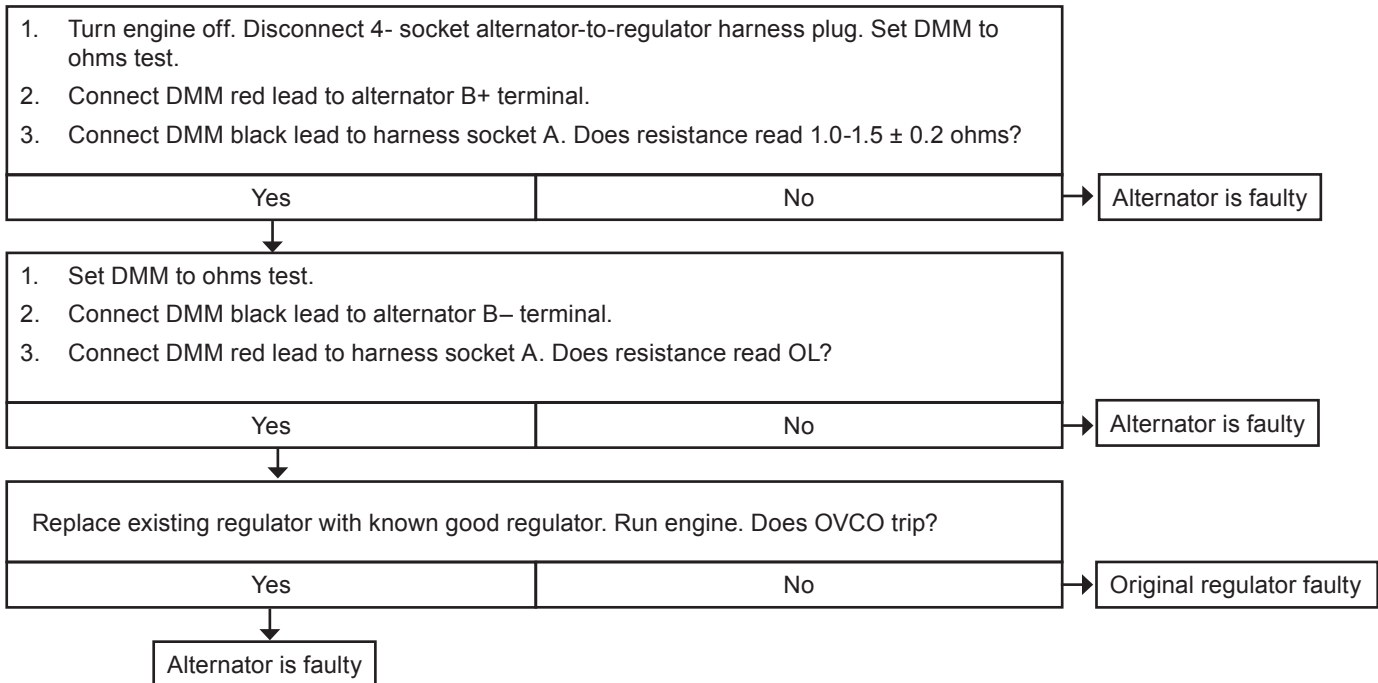 1. Turn engine off. Disconnect 4- socket alternator-to-regulator harness plug. Set DMM to
ohms test.
2. Connect DMM red lead to alternator B+ terminal.
3. Connect DMM black lead to harness socket A. Does resistance read 1.0-1.5 ± 0.2 ohms?
Yes
No
Alternator is faulty
1. Set DMM to ohms test.
2. Connect DMM black lead to alternator B– terminal.
3. Connect DMM red lead to harness socket A. Does resistance read OL?
Yes
No
Alternator is faulty
Replace existing regulator with known good regulator. Run engine. Does OVCO trip?
Yes
No
Original regulator faulty
Alternator is faulty